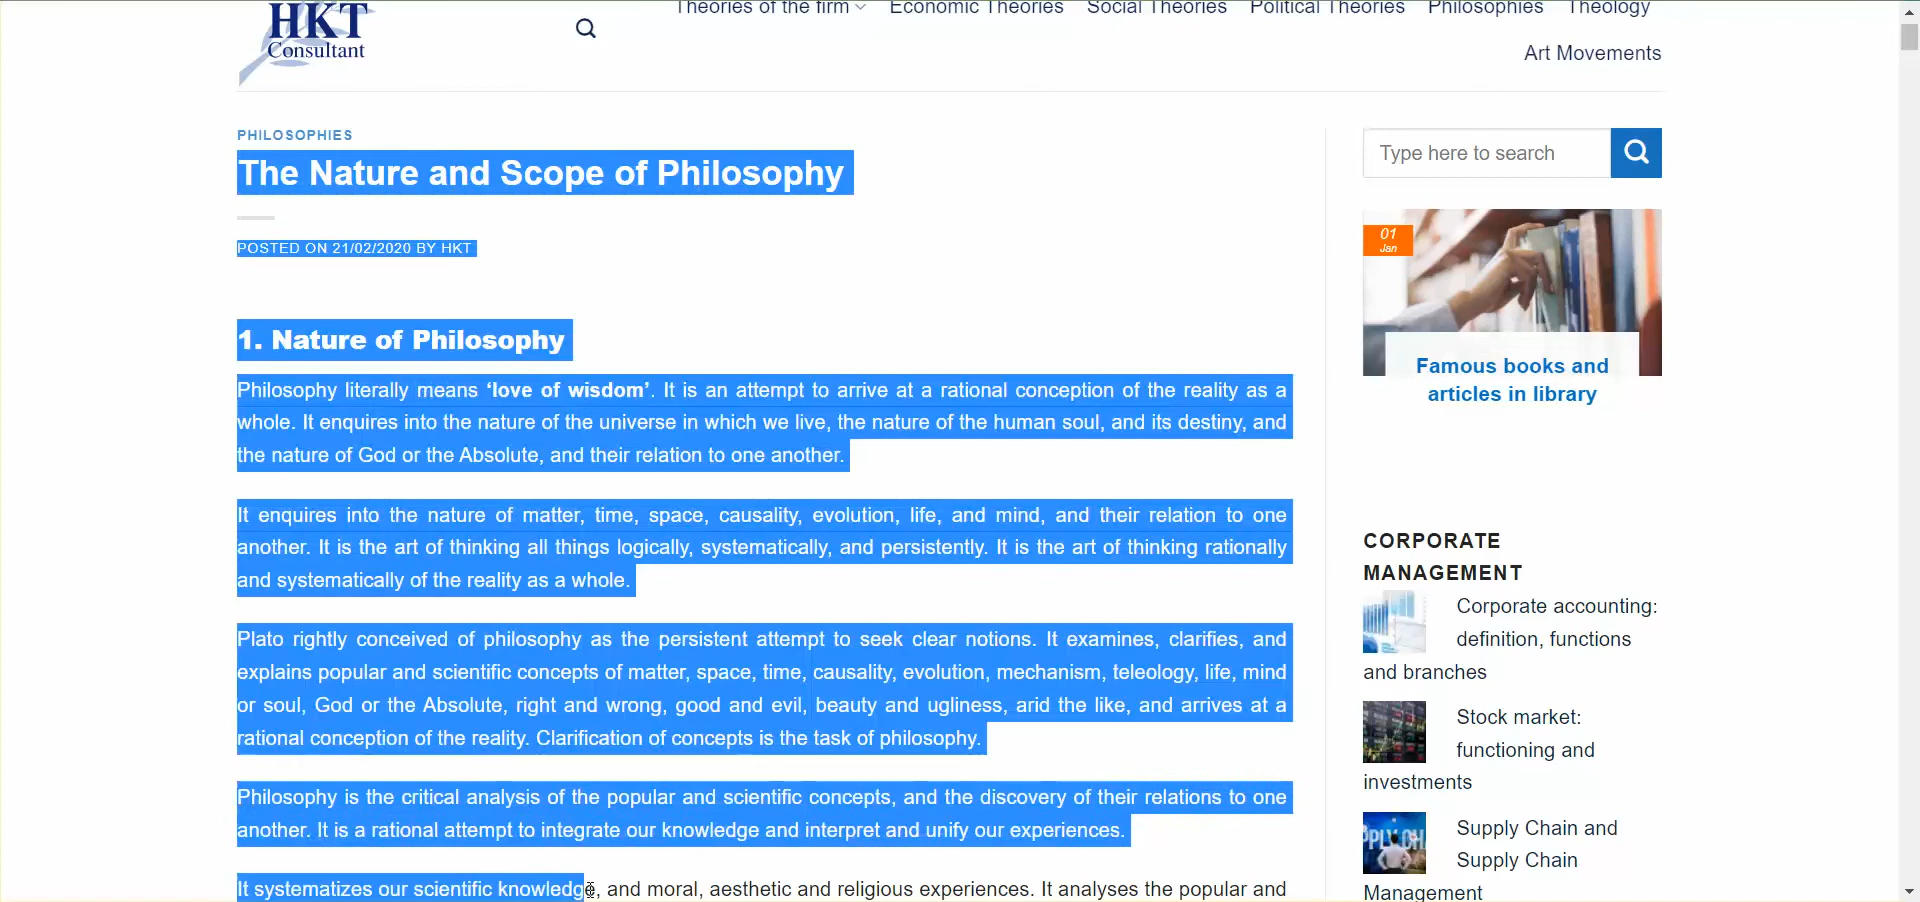 HKT
Consultant
Theories of the firm
Economic Theories
Social Theories
Political Theories
Philosophies
Theology
Art Movements
PHILOSOPHIES
The Nature and Scope of Philosophy
POSTED ON 21/02/2020 BY HKT
1. Nature of Philosophy
Philosophy literally means ‘love of wisdom’. It is an attempt to arrive at a rational conception of the reality as a
whole. It enquires into the nature of the universe in which we live, the nature of the human soul, and its destiny, and
the nature of God or the Absolute, and their relation to one another.
It enquires into the nature of matter, time, space, causality, evolution, life, and mind, and their relation to one
another. It is the art of thinking all things logically, systematically, and persistently. It is the art of thinking rationally
and systematically of the reality as a whole.
Plato rightly conceived of philosophy as the persistent attempt to seek clear notions. It examines, clarifies, and
explains popular and scientific concepts of matter, space, time, causality, evolution, mechanism, teleology, life, mind
or soul, God or the Absolute, right and wrong, good and evil, beauty and ugliness, arid the like, and arrives at a
rational conception of the reality. Clarification of concepts is the task of philosophy.
Philosophy is the critical analysis of the popular and scientific concepts, and the discovery of their relations to one
another. It is a rational attempt to integrate our knowledge and interpret and unify our experiences.
It systematizes our scientific knowledge, and moral, aesthetic and religious experiences. It analyses the popular and
Type here to search
01
Jan
Famous books and
articles in library
CORPORATE
MANAGEMENT
Corporate accounting:
definition, functions
and branches
Stock market:
functioning and
investments
Supply Chain and
Supply Chain
Management